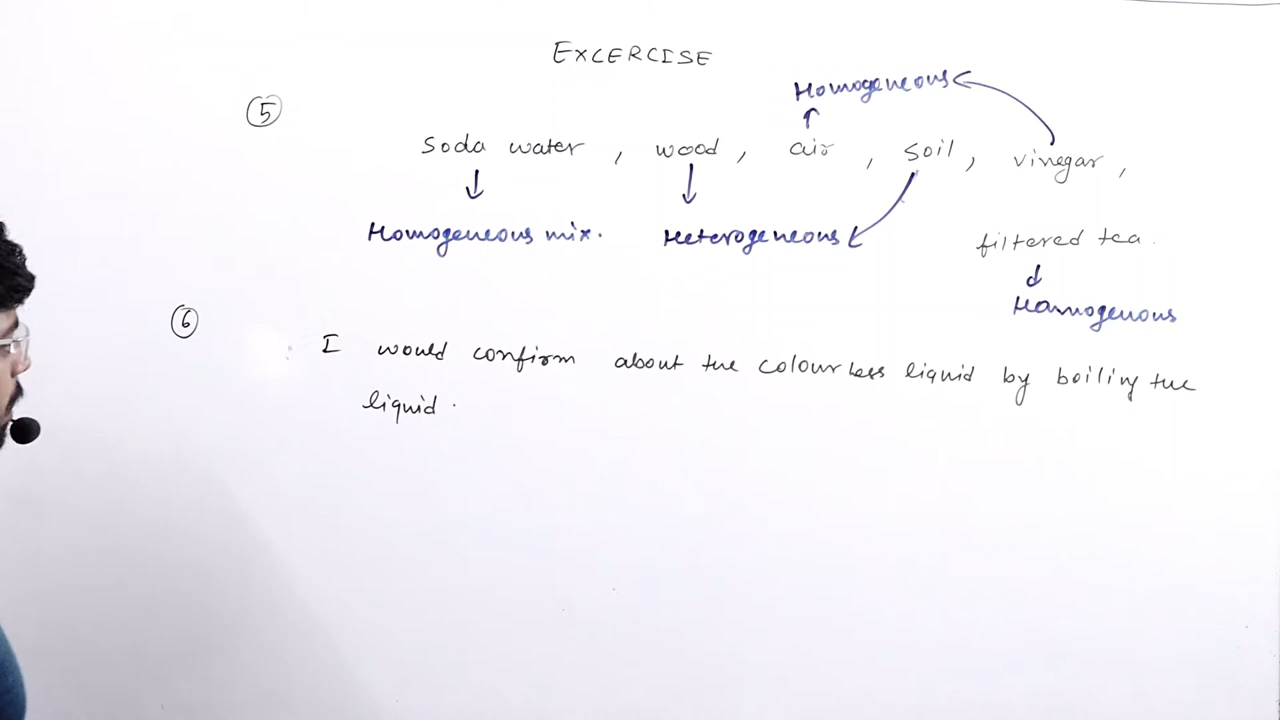 EXCERCISE
Homogeneous
5
Soda water , wood , air , soil , vinegar ,
Homogeneous mix. Heterogeneous filtered tea
Homogenous
6
I would confirm about the colourless liquid by boiling the
liquid.